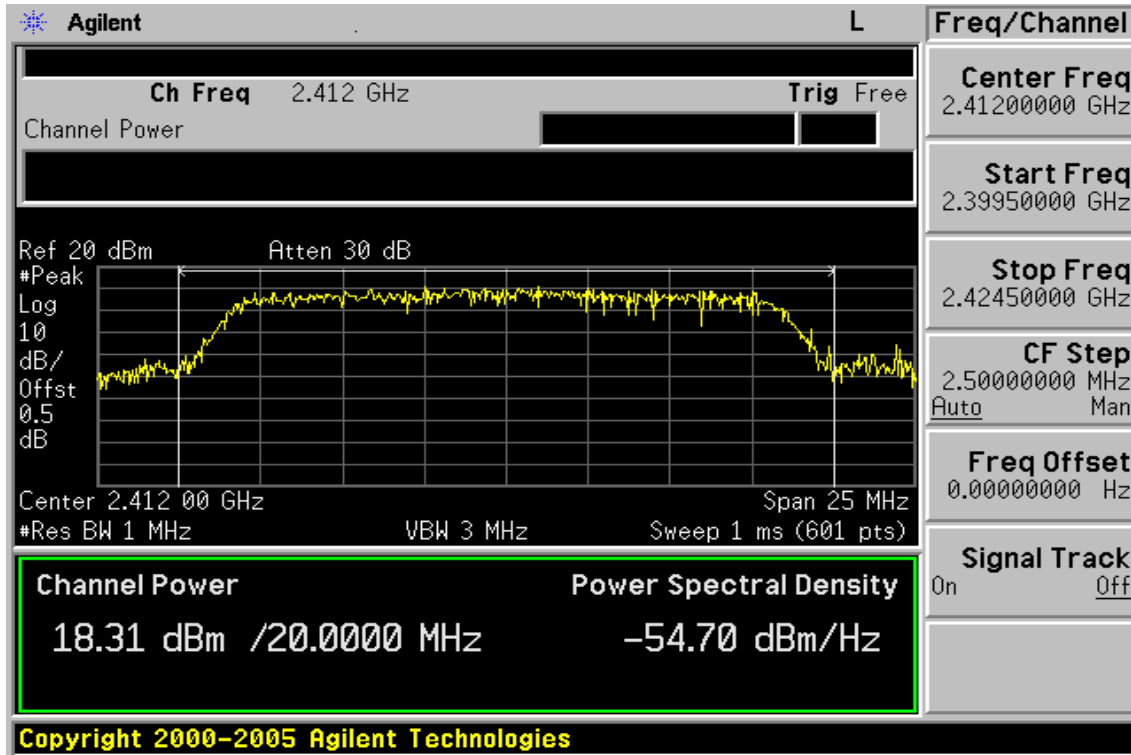 Agilent L
Ch Freq 2.412 GHz Trig Free
Channel Power
Ref 20 dBm Atten 30 dB
#Peak
Log
10
dB/
Offst
0.5
dB
Center 2.412 00 GHz Span 25 MHz
#Res BW 1 MHz VBW 3 MHz Sweep 1 ms (601 pts)
Channel Power Power Spectral Density
18.31 dBm /20.0000 MHz -54.70 dBm/Hz
Copyright 2000-2005 Agilent Technologies
Freq/Channel
Center Freq
2.41200000 GHz
Start Freq
2.39950000 GHz
Stop Freq
2.42450000 GHz
CF Step
2.50000000 MHz
Auto Man
Freq Offset
0.00000000 Hz
Signal Track
On Off